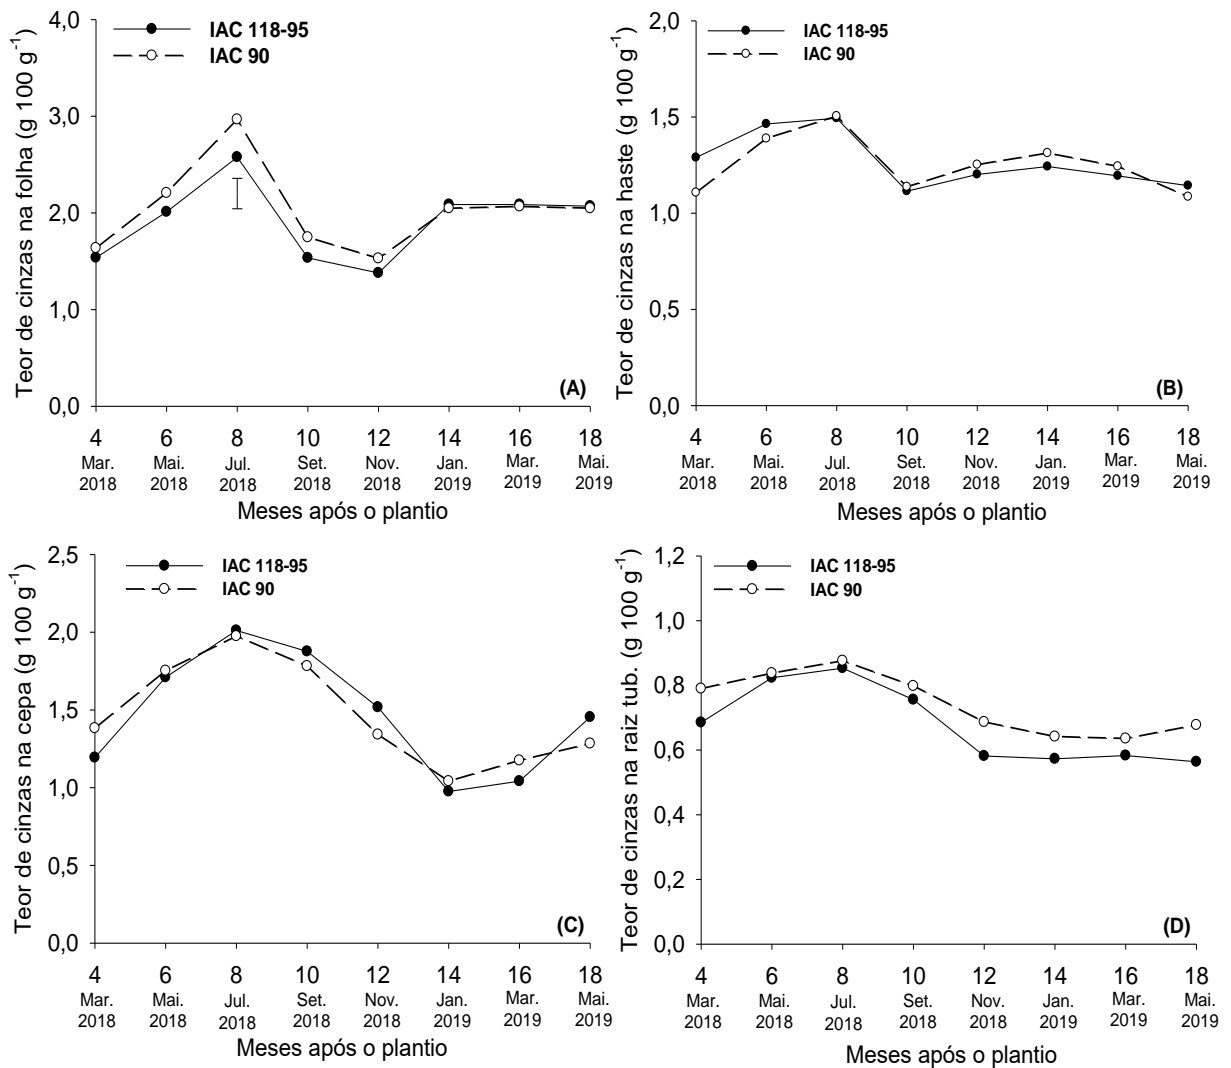 Teor de cinzas na folha (g 100 g-1)
4,0
3,0
2,0
1,0
0,0
IAC 118-95
IAC 90
(A)
4 6 8 10 12 14 16 18
Mar. Mai. Jul. Set. Nov. Jan. Mar. Mai.
2018 2018 2018 2018 2018 2019 2019 2019
Meses após o plantio
Teor de cinzas na haste (g 100 g-1)
2,0
1,5
1,0
0,5
0,0
IAC 118-95
IAC 90
(B)
4 6 8 10 12 14 16 18
Mar. Mai. Jul. Set. Nov. Jan. Mar. Mai.
2018 2018 2018 2018 2018 2019 2019 2019
Meses após o plantio
Teor de cinzas na cepa (g 100 g-1)
2,5
2,0
1,5
1,0
0,5
0,0
IAC 118-95
IAC 90
(C)
4 6 8 10 12 14 16 18
Mar. Mai. Jul. Set. Nov. Jan. Mar. Mai.
2018 2018 2018 2018 2018 2019 2019 2019
Meses após o plantio
Teor de cinzas na raiz tub. (g 100 g-1)
1,2
1,0
0,8
0,6
0,4
0,2
0,0
IAC 118-95
IAC 90
(D)
4 6 8 10 12 14 16 18
Mar. Mai. Jul. Set. Nov. Jan. Mar. Mai.
2018 2018 2018 2018 2018 2019 2019 2019
Meses após o plantio